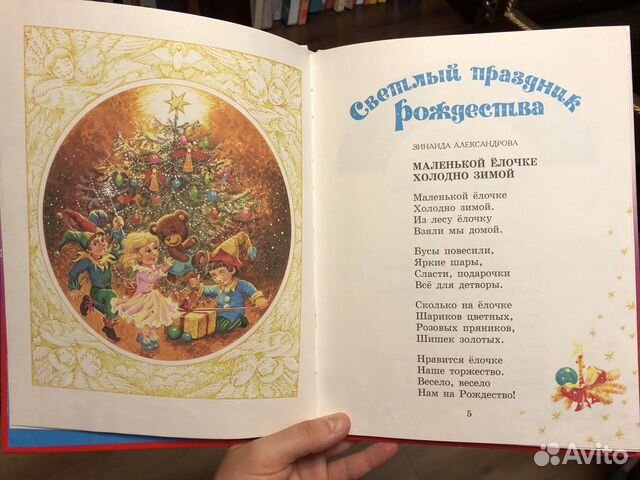 Светлый праздник
Рождества
ЗИНАИДА АЛЕКСАНДРОВА
МАЛЕНЬКОЙ ЁЛОЧКЕ
ХОЛОДНО ЗИМОЙ
Маленькой ёлочке
Холодно зимой.
Из лесу ёлочку
Взяли мы домой.
Бусы повесили,
Яркие шары,
Сласти, подарочки
Всё для детворы.
Сколько на ёлочке
Шариков цветных,
Розовых пряников,
Шишек золотых.
Нравится ёлочке
Наше торжество.
Весело, весело
Нам на Рождество!
5
Avito